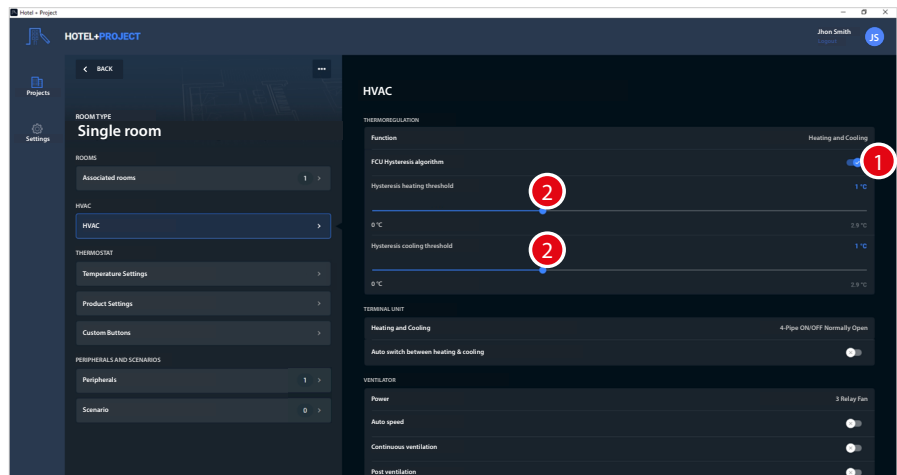 Hotel + Project
HOTEL+PROJECT
Jhon Smith
Logout
JS
Projects
Settings
BACK
ROOM TYPE
Single room
ROOMS
Associated rooms 1
HVAC
HVAC
THERMOSTAT
Temperature Settings
Product Settings
Custom Buttons
PERIPHERALS AND SCENARIOS
Peripherals 1
Scenario 0
HVAC
THERMOREGULATION
Function Heating and Cooling
FCU Hysteresis algorithm 1
Hysteresis heating threshold 1 °C
2
0 °C 2.9 °C
Hysteresis cooling threshold 1 °C
2
0 °C 2.9 °C
TERMINAL UNIT
Heating and Cooling 4-Pipe ON/OFF Normally Open
Auto switch between heating & cooling
VENTILATOR
Power 3 Relay Fan
Auto speed
Continuous ventilation
Post ventilation